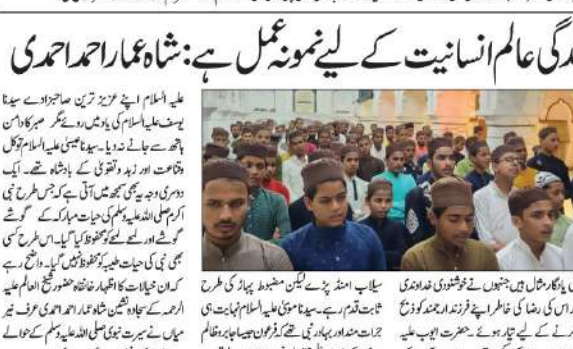 دگی عالم انسانیت کے لیے نمونہ عمل ہے: شاہ عمار احمد احمدی
ی یادگار مثال ہیں جنہوں نے خوشنودی خداوندی
اس کی رضا کی خاطر اپنے فرزند ارجمند کو ذبح
کرنے کے لیے تیار ہوئے۔ حضرت ایوب علیہ
سیلاب امنڈ پڑے لیکن مضبوط پہاڑ کی طرح
ثابت قدم رہے۔ سیدنا موسیٰ علیہ السلام نہایت ہی
جرات مند اور بہادر نبی تھے کہ فرعون جیسا جابر و ظالم
علیہ السلام اپنے عزیز ترین صاحبزادے سیدنا
یوسف علیہ السلام کی یاد میں روئے مگر صبر کا دامن
ہاتھ سے جانے نہ دیا۔ سیدنا عیسیٰ علیہ السلام توکل
وقناعت اور زہد و تقویٰ کے بادشاہ تھے۔ ایک
دوسری وجہ یہ بھی سمجھ میں آتی ہے کہ جس طرح نبی
اکرم صلی اللہ علیہ وسلم کی حیات مبارکہ کے گوشے
گوشے اور لمحے لمحے کو محفوظ کیا گیا۔ اس طرح کسی
بھی نبی کی حیات طیبہ کو محفوظ نہیں گیا۔ واضح رہے
کہ ان خیالات کا اظہار خانقاہ حضور شیخ العالم علیہ
الرحمہ کے سجادہ نشین شاہ عمار احمد احمدی عرف نیر
میاں نے سیرت نبوی صلی اللہ علیہ وسلم کے حوالے